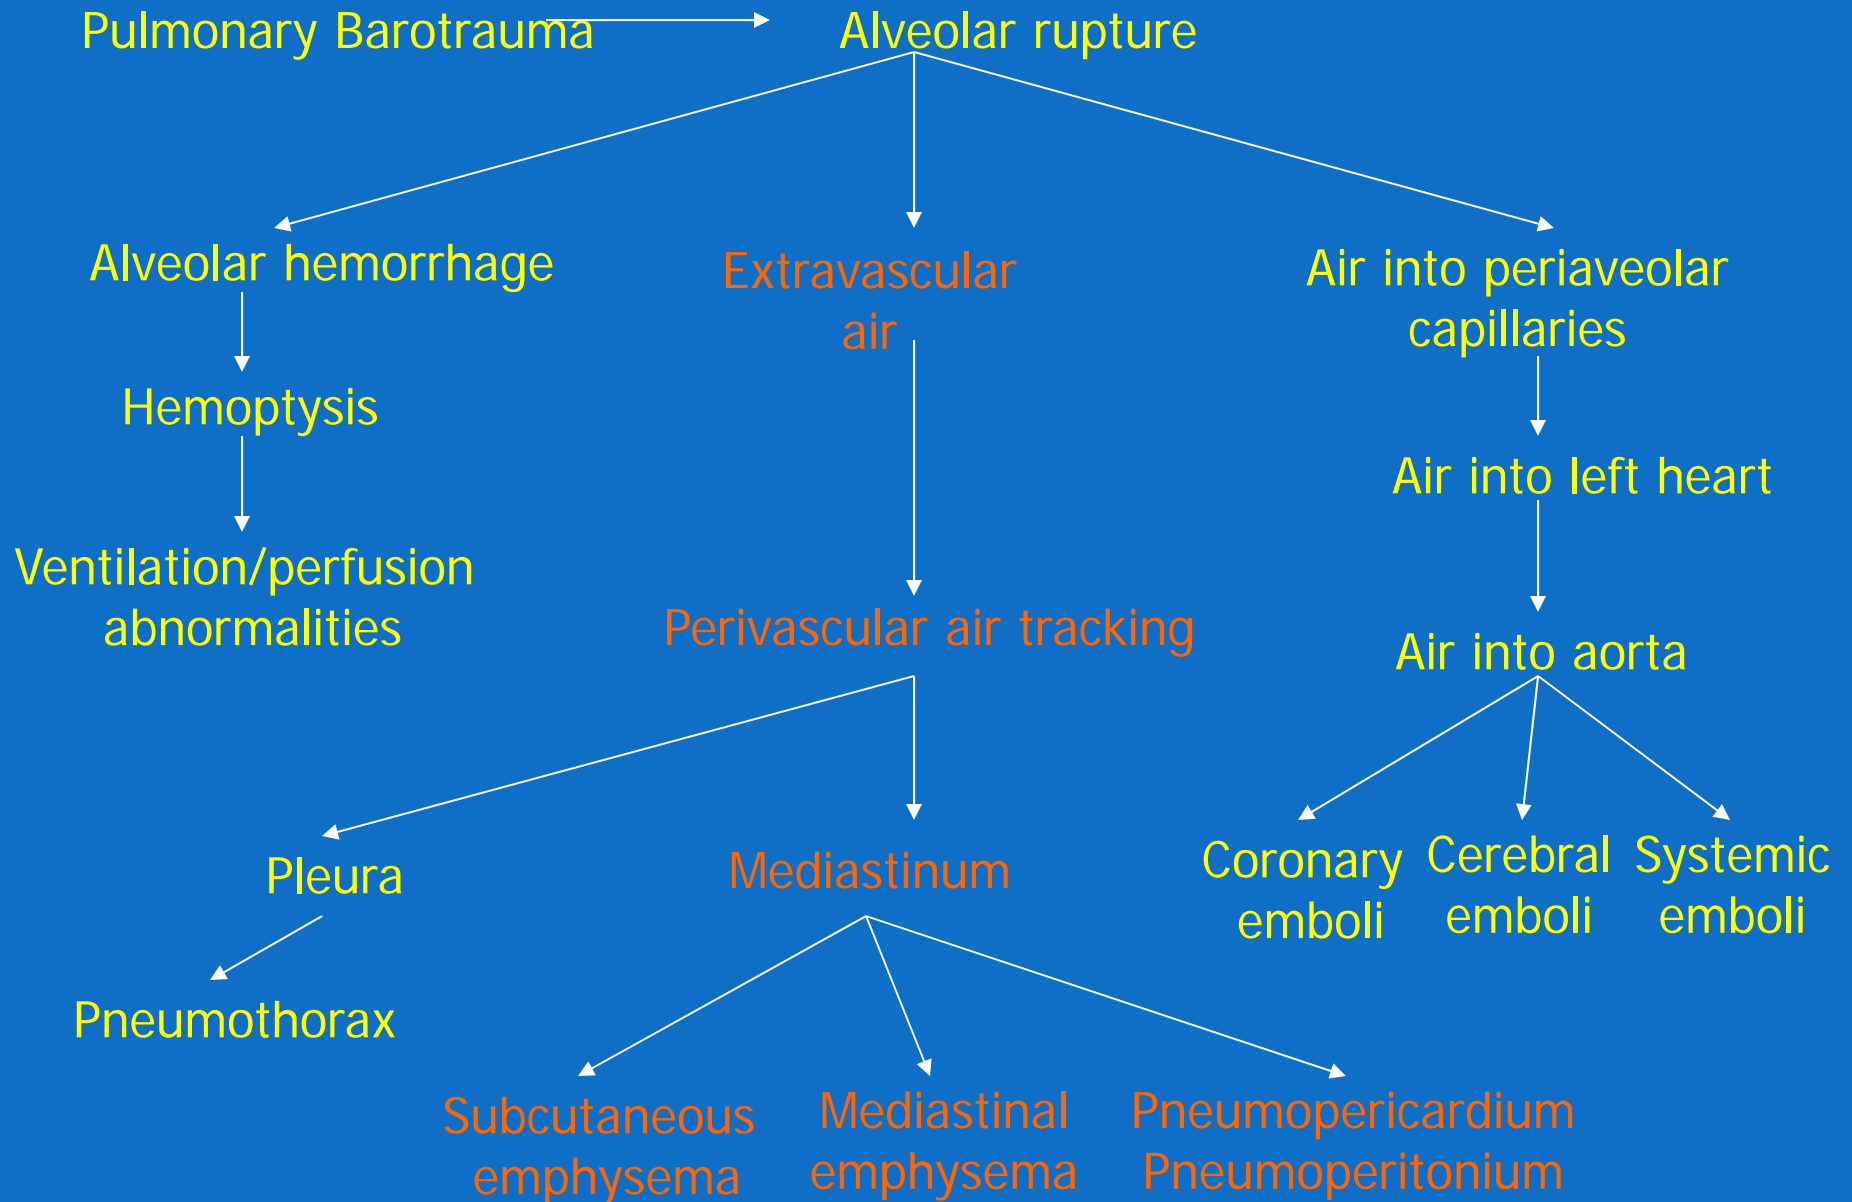 Pulmonary Barotrauma
Alveolar rupture
Alveolar hemorrhage
Extravascular
air
Air into periaveolar
capillaries
Hemoptysis
Air into left heart
Ventilation/perfusion
abnormalities
Perivascular air tracking
Air into aorta
Pleura
Mediastinum
Coronary
emboli
Cerebral
emboli
Systemic
emboli
Pneumothorax
Subcutaneous
emphysema
Mediastinal
emphysema
Pneumopericardium
Pneumoperitonium